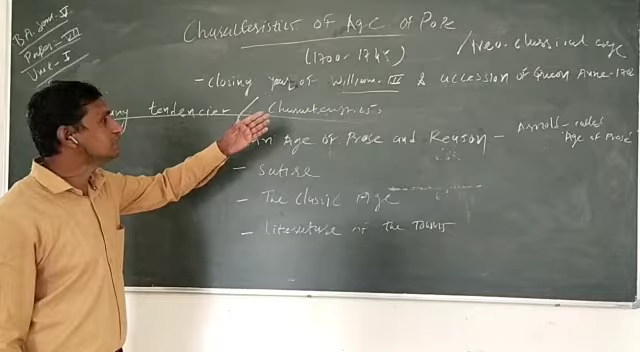 B.A. Sem-V
Paper-VII
Unit-I
Characteristics of Age of Pope
(1700-1745)
/ Neo-classical age
- closing year of William-III & accession of Queen Anne-1702
any tendencies / Characteristics.
An Age of Prose and Reason - Arnold-called
'Age of Prose'
- Satire
- The Classic Age
- Literature of the Towns